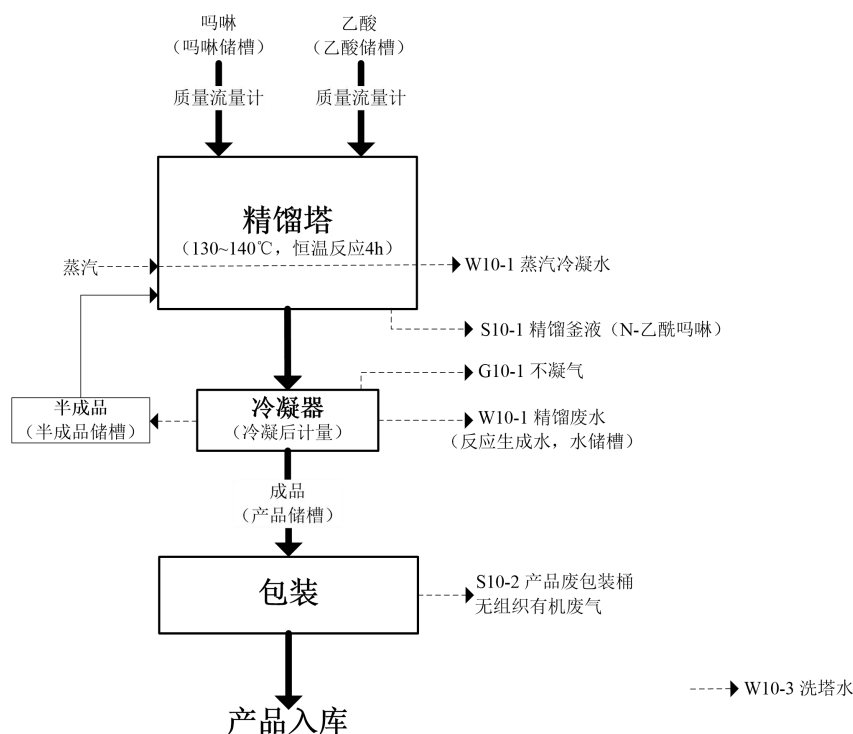 吗啉
（吗啉储槽）
乙酸
（乙酸储槽）
质量流量计
质量流量计
精馏塔
（130~140℃，恒温反应4h）
蒸汽
W10-1 蒸汽冷凝水
S10-1 精馏釜液（N-乙酰吗啉）
G10-1 不凝气
半成品
（半成品储槽）
冷凝器
（冷凝后计量）
W10-1 精馏废水
（反应生成水，水储槽）
成品
（产品储槽）
包装
S10-2 产品废包装桶
无组织有机废气
W10-3 洗塔水
产品入库